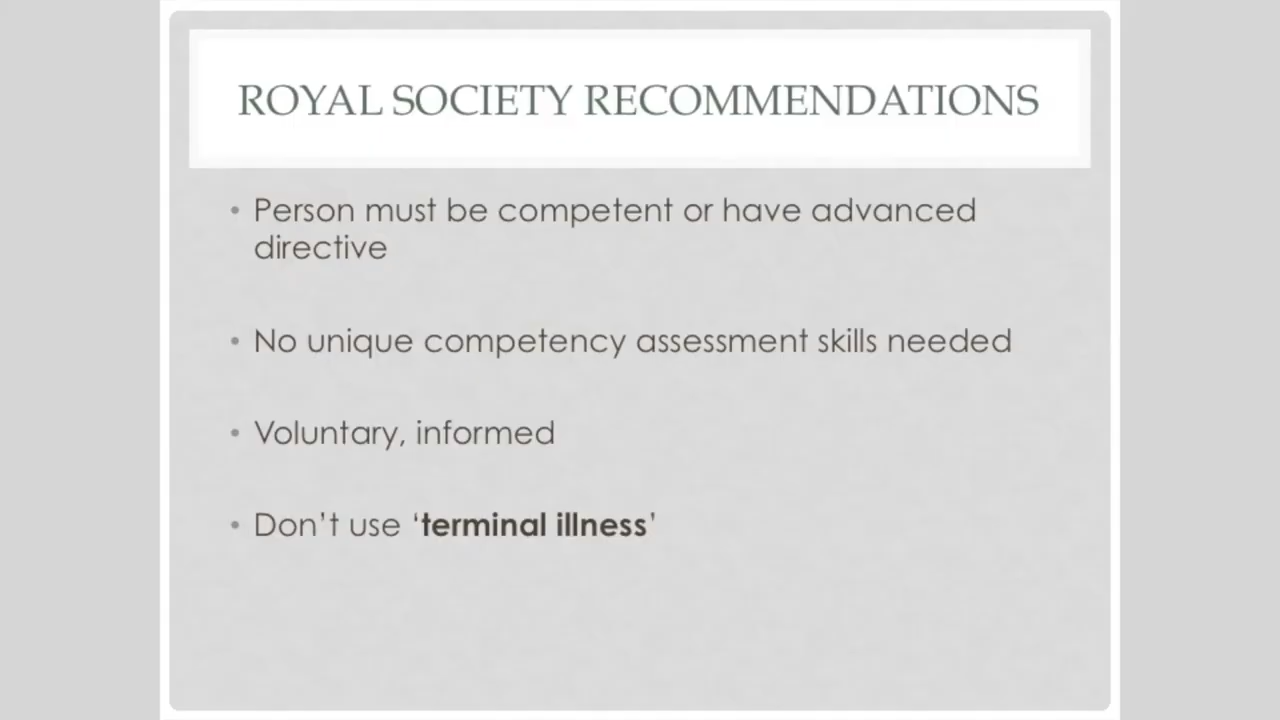 ROYAL SOCIETY RECOMMENDATIONS
• Person must be competent or have advanced
directive
• No unique competency assessment skills needed
• Voluntary, informed
• Don’t use ‘terminal illness’